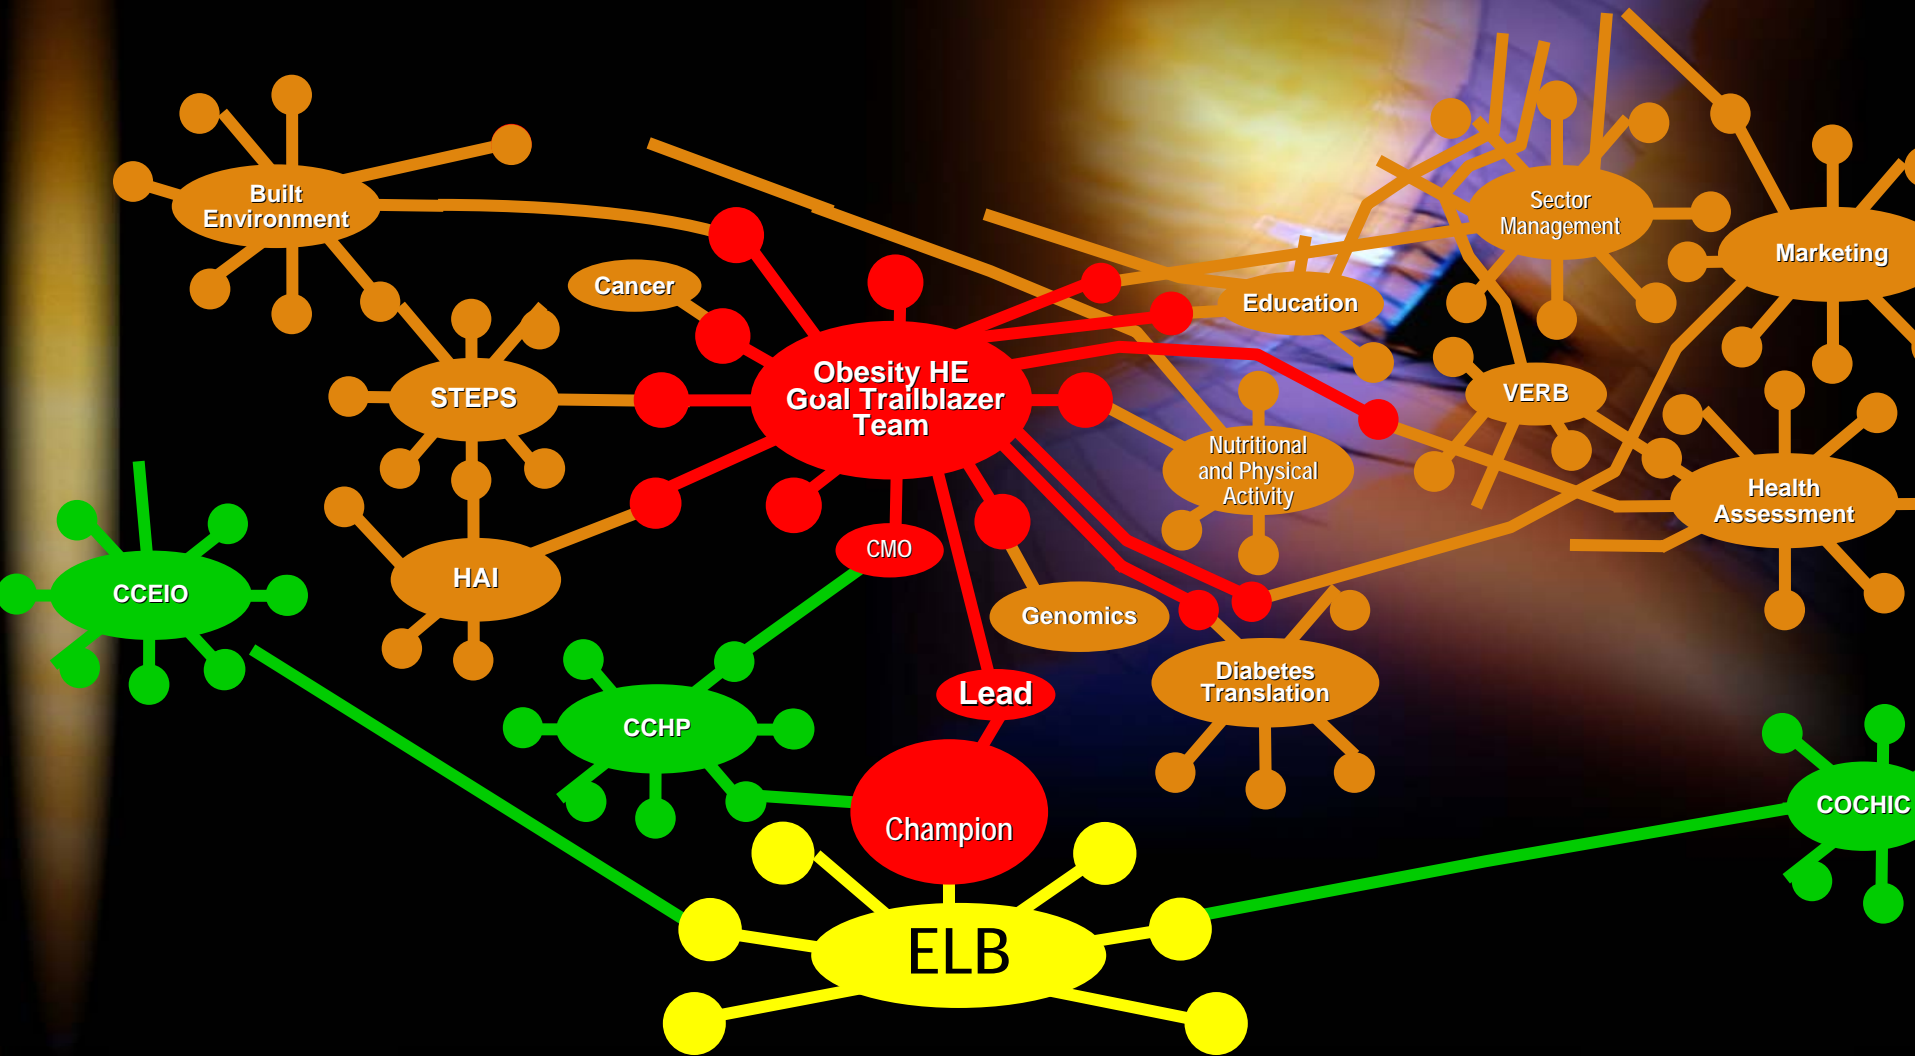 Built
Environment
Sector
Management
Marketing
Cancer
Education
Obesity HE
Goal Trailblazer
Team
STEPS
VERB
Nutritional
and Physical
Activity
Health
Assessment
CMO
HAI
CCEIO
Genomics
Diabetes
Translation
Lead
CCHP
COCHIC
Champion
ELB